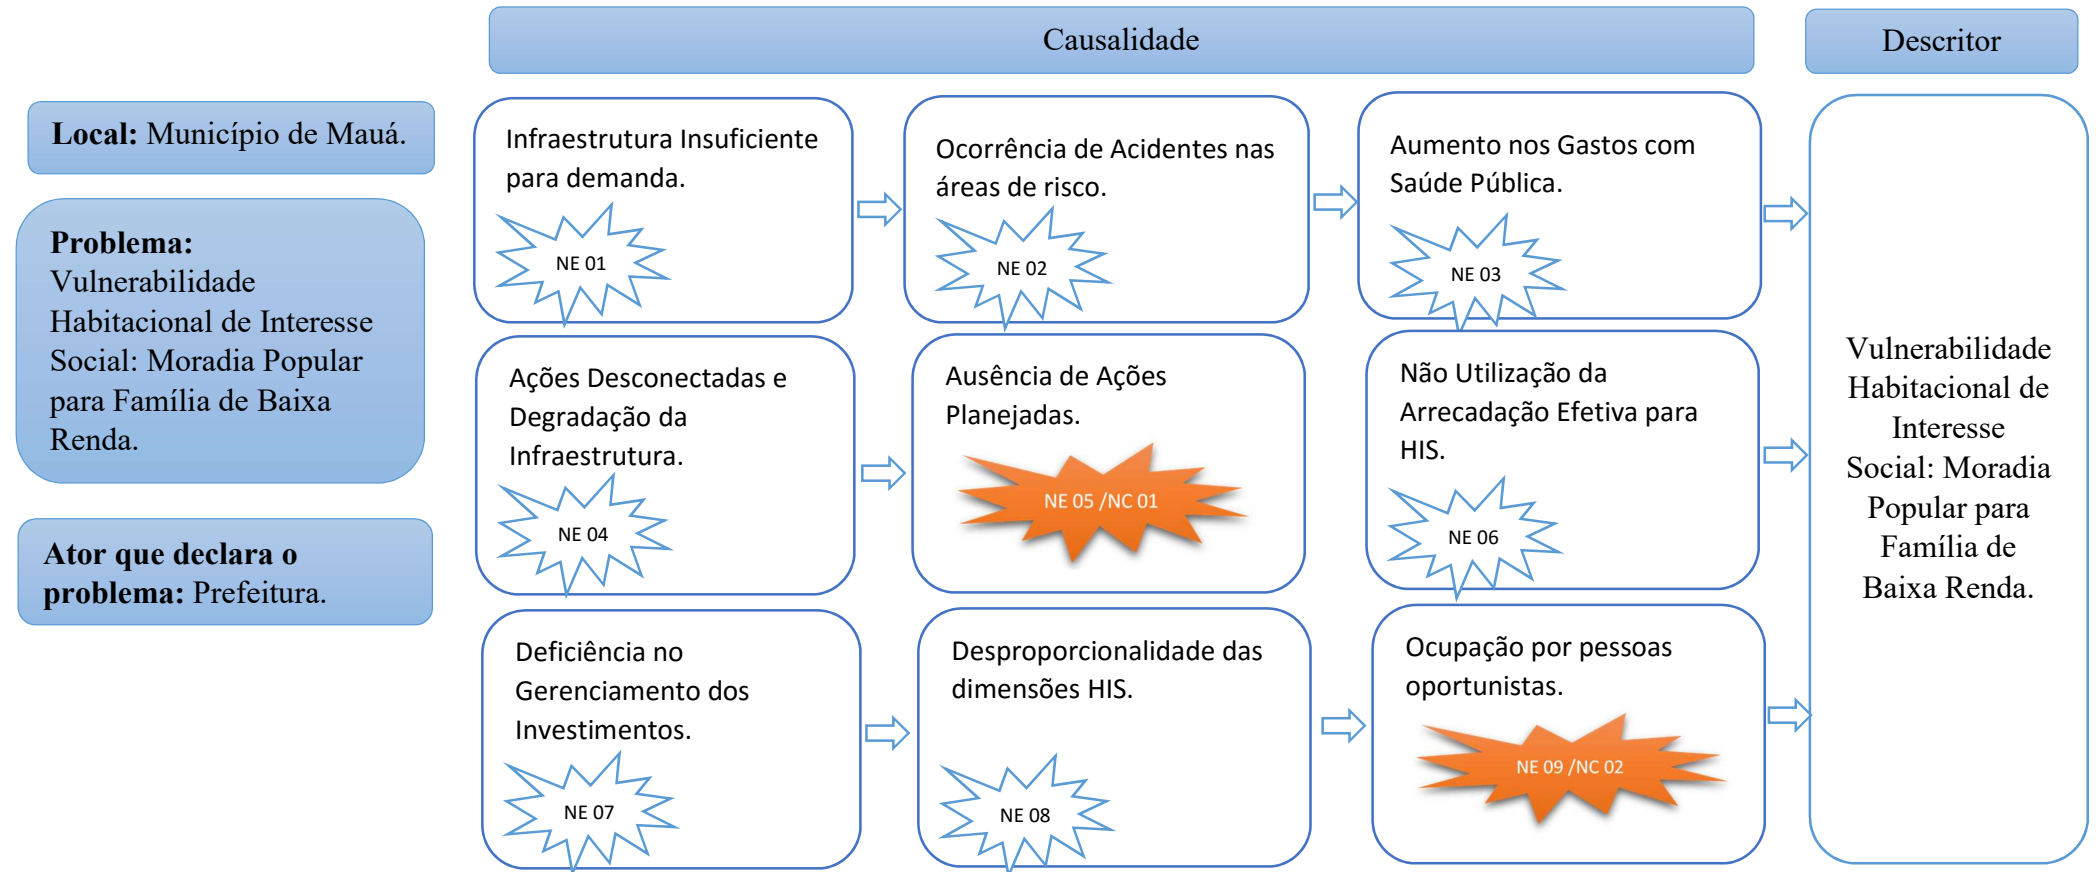 Causalidade
Descritor
Local: Município de Mauá.
Problema:
Vulnerabilidade
Habitacional de Interesse
Social: Moradia Popular
para Família de Baixa
Renda.
Ator que declara o
problema: Prefeitura.
Infraestrutura Insuficiente
para demanda.
NE 01
Ocorrência de Acidentes nas
áreas de risco.
NE 02
Aumento nos Gastos com
Saúde Pública.
NE 03
Ações Desconectadas e
Degradação da
Infraestrutura.
NE 04
Ausência de Ações
Planejadas.
NE 05 /NC 01
Não Utilização da
Arrecadação Efetiva para
HIS.
NE 06
Deficiência no
Gerenciamento dos
Investimentos.
NE 07
Desproporcionalidade das
dimensões HIS.
NE 08
Ocupação por pessoas
oportunistas.
NE 09 /NC 02
Vulnerabilidade
Habitacional de
Interesse
Social: Moradia
Popular para
Família de
Baixa Renda.